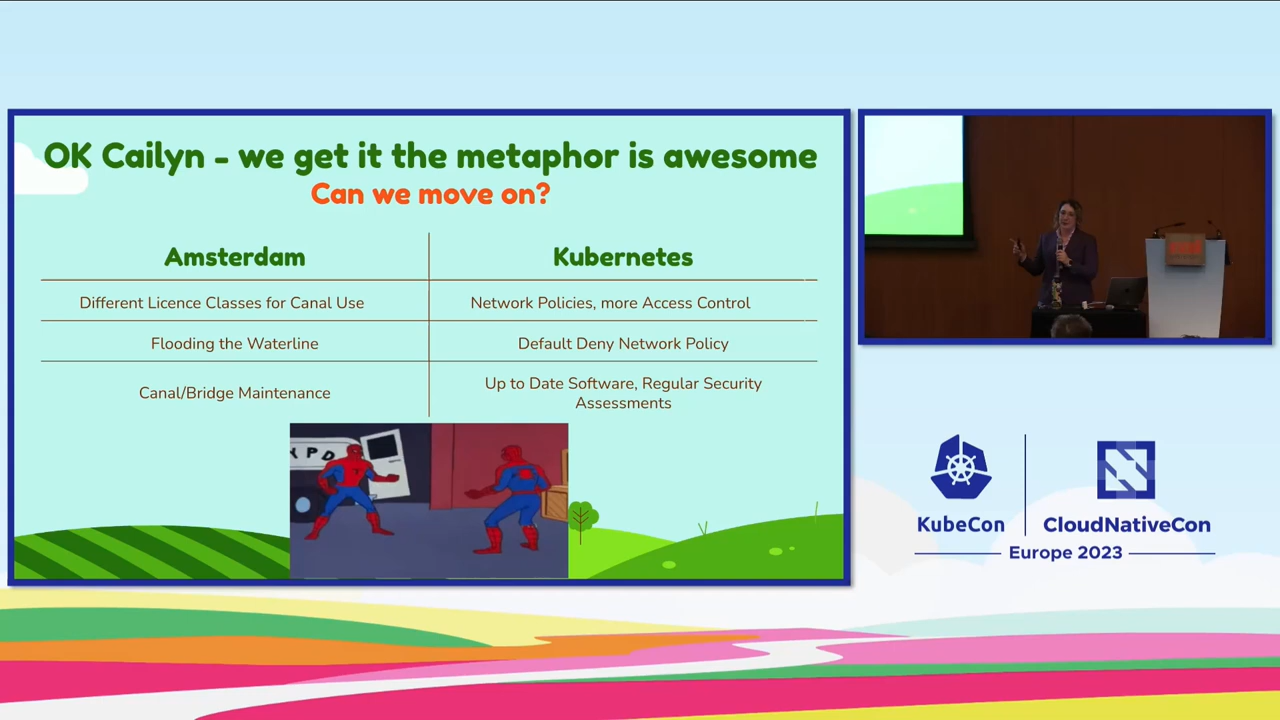 OK Cailyn - we get it the metaphor is awesome
Can we move on?
Amsterdam
Kubernetes
Different Licence Classes for Canal Use
Network Policies, more Access Control
Flooding the Waterline
Default Deny Network Policy
Canal/Bridge Maintenance
Up to Date Software, Regular Security
Assessments
KubeCon
CloudNativeCon
Europe 2023